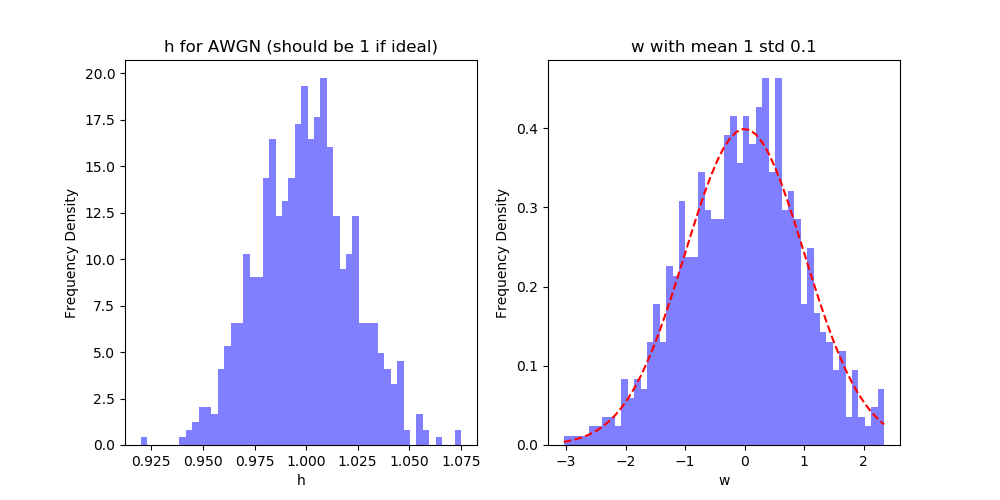 h for AWGN (should be 1 if ideal)
Frequency Density
20.0
17.5
15.0
12.5
10.0
7.5
5.0
2.5
0.0
0.925 0.950 0.975 1.000 1.025 1.050 1.075
h
w with mean 1 std 0.1
Frequency Density
0.4
0.3
0.2
0.1
0.0
−3 −2 −1 0 1 2
w